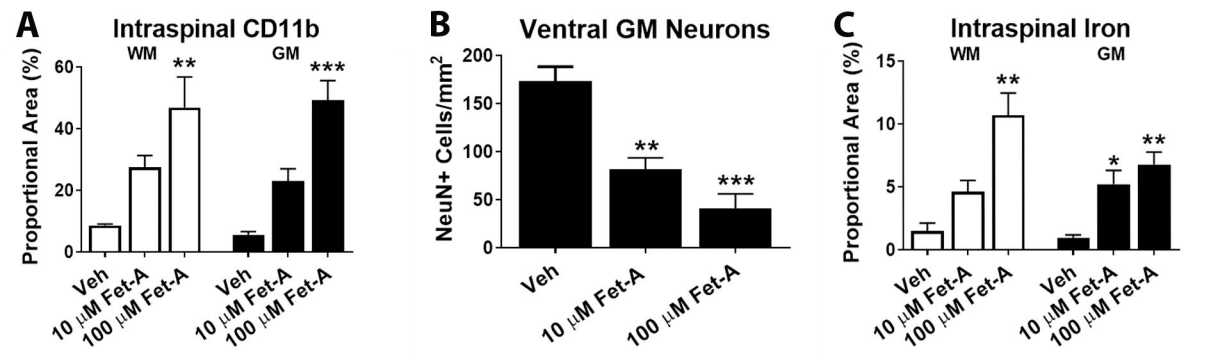 A
Intraspinal CD11b
WM
GM
Proportional Area (%)
60
40
20
0
**
***
Veh
10 μM Fet-A
100 μM Fet-A
Veh
10 μM Fet-A
100 μM Fet-A
B
Ventral GM Neurons
NeuN+ Cells/mm²
200
150
100
50
0
**
***
Veh
10 μM Fet-A
100 μM Fet-A
C
Intraspinal Iron
WM
GM
Proportional Area (%)
15
10
5
0
**
*
**
Veh
10 μM Fet-A
100 μM Fet-A
Veh
10 μM Fet-A
100 μM Fet-A